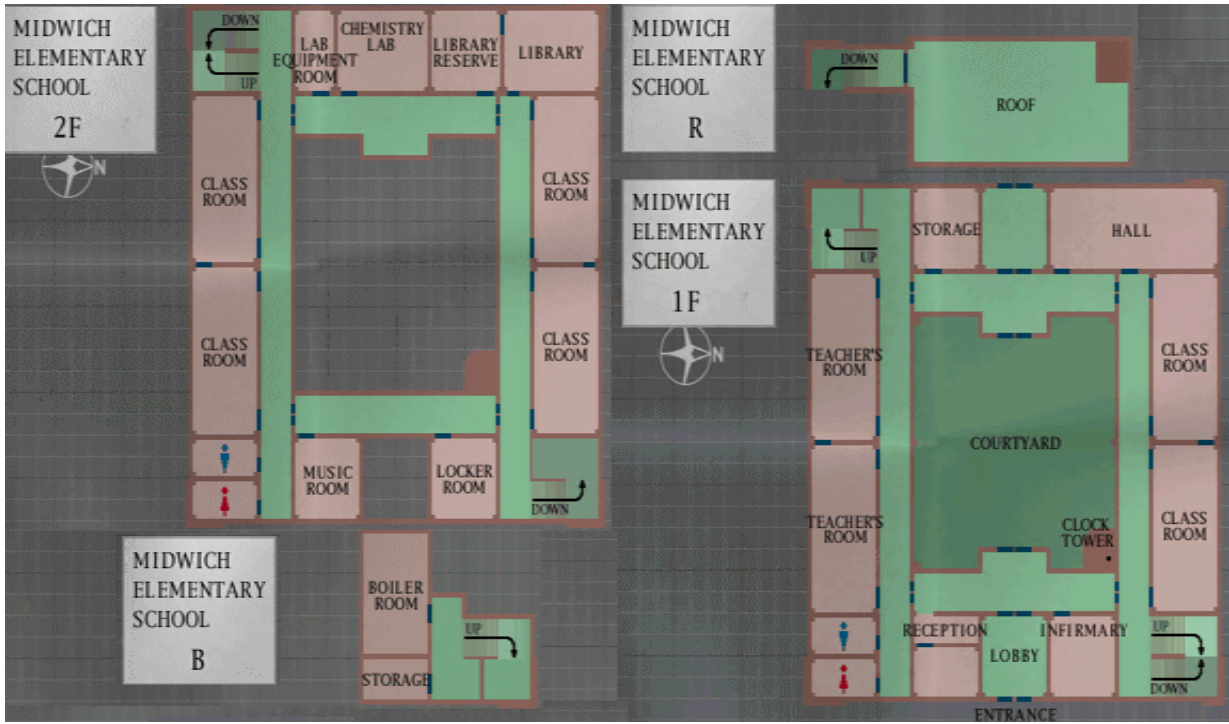 MIDWICH
ELEMENTARY
SCHOOL
2F
N
DOWN
UP
LAB
EQUIPMENT
ROOM
CHEMISTRY
LAB
LIBRARY
RESERVE
LIBRARY
CLASS
ROOM
CLASS
ROOM
CLASS
ROOM
CLASS
ROOM
MUSIC
ROOM
LOCKER
ROOM
DOWN
MIDWICH
ELEMENTARY
SCHOOL
B
BOILER
ROOM
UP
STORAGE
MIDWICH
ELEMENTARY
SCHOOL
R
DOWN
ROOF
MIDWICH
ELEMENTARY
SCHOOL
1F
N
UP
STORAGE
HALL
TEACHER'S
ROOM
CLASS
ROOM
COURTYARD
TEACHER'S
ROOM
CLOCK
TOWER
CLASS
ROOM
RECEPTION
LOBBY
INFIRMARY
UP
DOWN
ENTRANCE